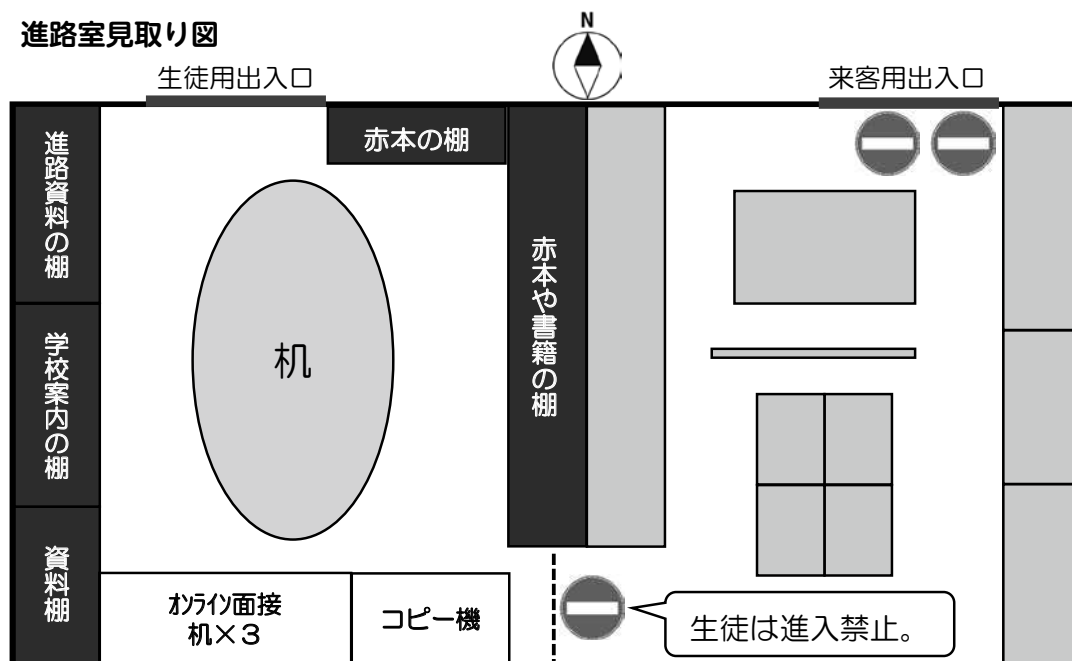 進路室見取り図
N
生徒用出入口
来客用出入口
進路資料の棚
赤本の棚
赤本や書籍の棚
机
学校案内の棚
資料棚
オンライン面接
机×3
コピー機
生徒は進入禁止。